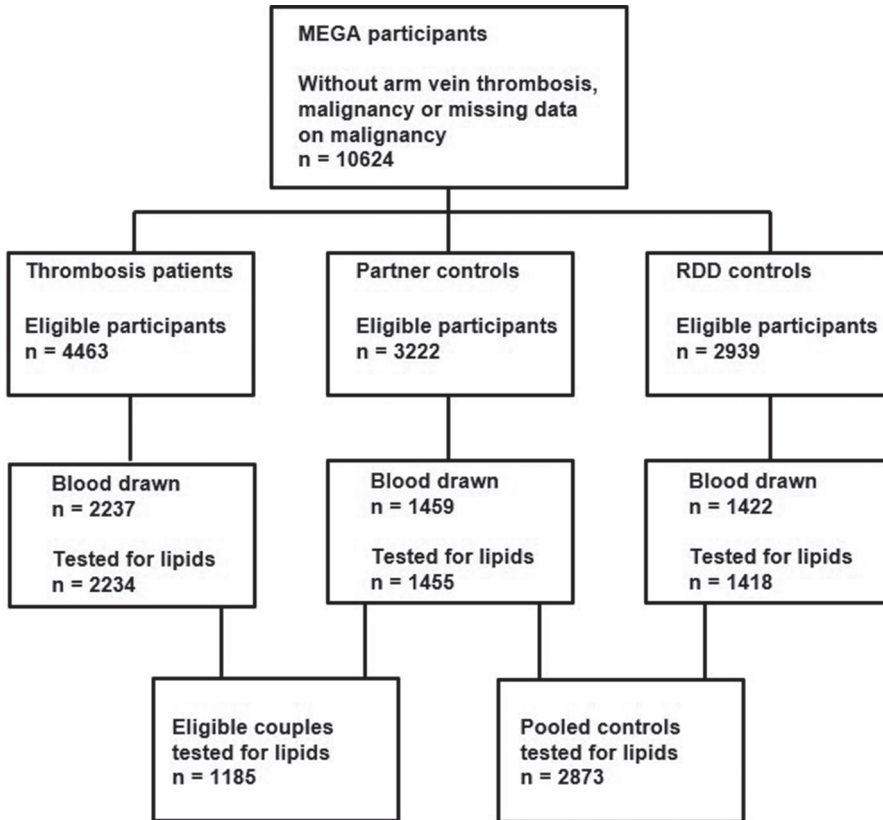 MEGA participants
Without arm vein thrombosis,
malignancy or missing data
on malignancy
n = 10624
Thrombosis patients
Eligible participants
n = 4463
Partner controls
Eligible participants
n = 3222
RDD controls
Eligible participants
n = 2939
Blood drawn
n = 2237
Tested for lipids
n = 2234
Blood drawn
n = 1459
Tested for lipids
n = 1455
Blood drawn
n = 1422
Tested for lipids
n = 1418
Eligible couples
tested for lipids
n = 1185
Pooled controls
tested for lipids
n = 2873